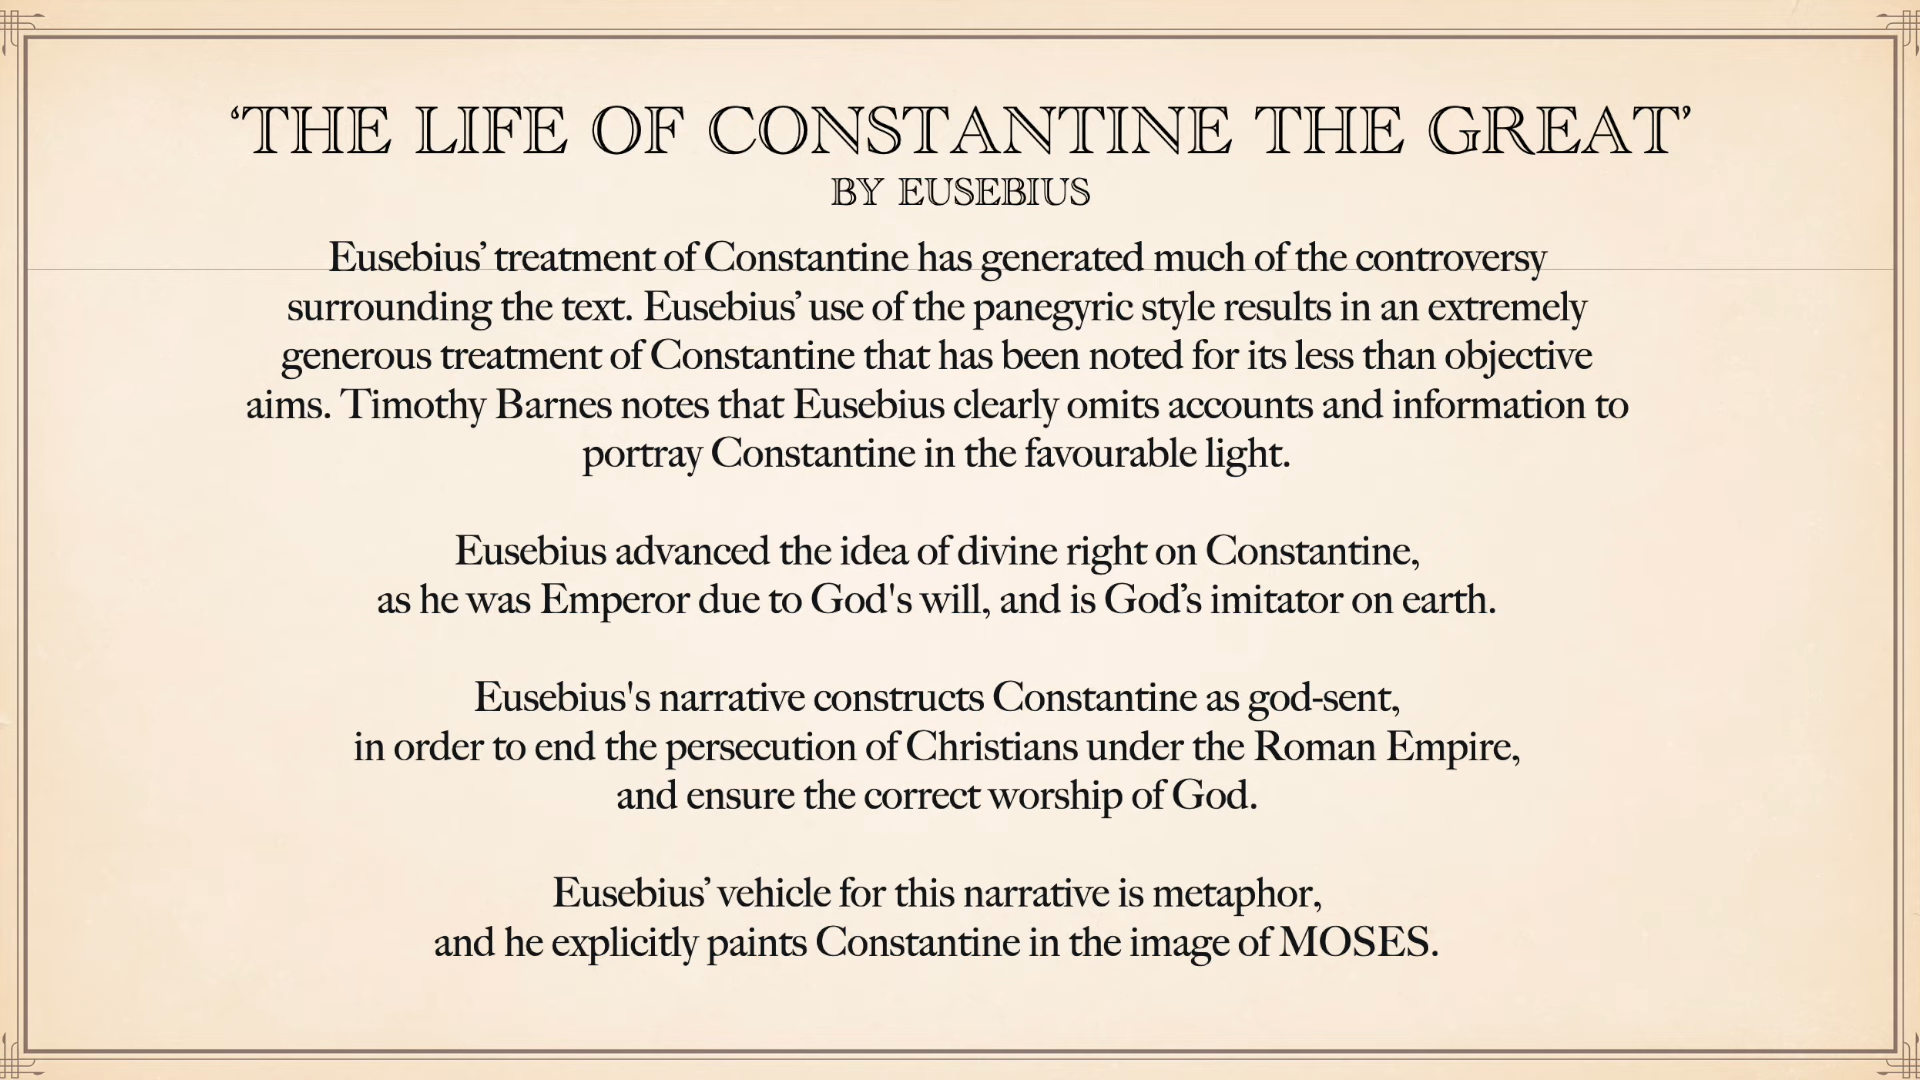 ‘THE LIFE OF CONSTANTINE THE GREAT’
BY EUSEBIUS
Eusebius’ treatment of Constantine has generated much of the controversy
surrounding the text. Eusebius’ use of the panegyric style results in an extremely
generous treatment of Constantine that has been noted for its less than objective
aims. Timothy Barnes notes that Eusebius clearly omits accounts and information to
portray Constantine in the favourable light.
Eusebius advanced the idea of divine right on Constantine,
as he was Emperor due to God's will, and is God’s imitator on earth.
Eusebius's narrative constructs Constantine as god-sent,
in order to end the persecution of Christians under the Roman Empire,
and ensure the correct worship of God.
Eusebius’ vehicle for this narrative is metaphor,
and he explicitly paints Constantine in the image of MOSES.